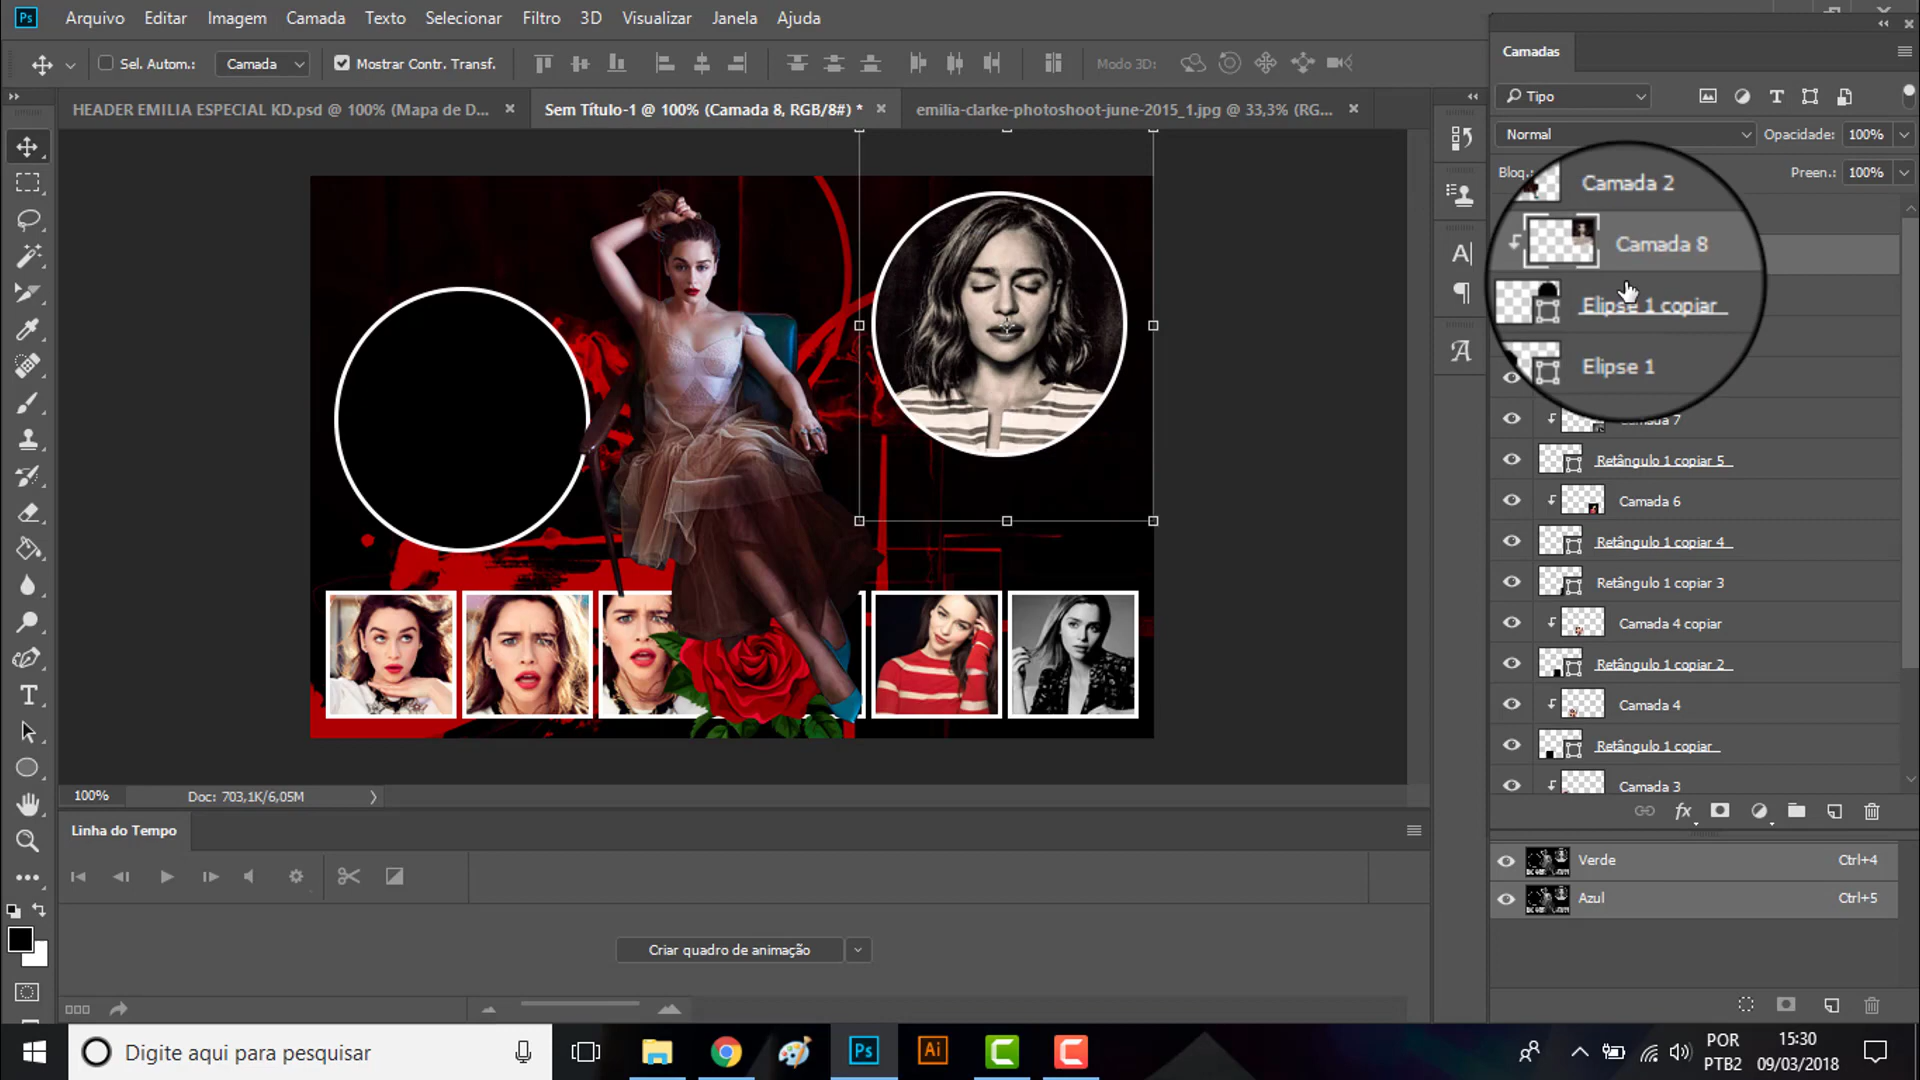 Ps Arquivo Editar Imagem Camada Texto Selecionar Filtro 3D Visualizar Janela Ajuda
Sel. Autom.: Camada Mostrar Contr. Transf. Modo 3D:
HEADER EMILIA ESPECIAL KD.psd @ 100% (Mapa de D... Sem Título-1 @ 100% (Camada 8, RGB/8#) * emilia-clarke-photoshoot-june-2015_1.jpg @ 33,3% (RG...
Camadas
Tipo
Normal Opacidade: 100%
Bloq.: Preen.: 100%
Camada 2
Camada 8
Elipse 1 copiar
Elipse 1
Camada 7
Retângulo 1 copiar 5
Camada 6
Retângulo 1 copiar 4
Retângulo 1 copiar 3
Camada 4 copiar
Retângulo 1 copiar 2
Camada 4
Retângulo 1 copiar
Camada 3
Verde Ctrl+4
Azul Ctrl+5
100% Doc: 703,1K/6,05M
Linha do Tempo
Criar quadro de animação
Digite aqui para pesquisar
Ps Ai
POR
PTB2
15:30
09/03/2018